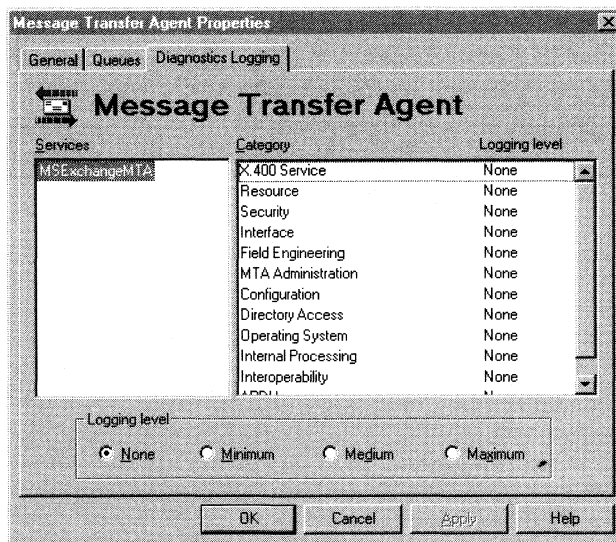 Message Transfer Agent Properties
General Queues Diagnostics Logging
Message Transfer Agent
Services Category Logging level
MSExchangeMTA X.400 Service None
Resource None
Security None
Interface None
Field Engineering None
MTA Administration None
Configuration None
Directory Access None
Operating System None
Internal Processing None
Interoperability None
Logging level
None Minimum Medium Maximum
OK Cancel Apply Help